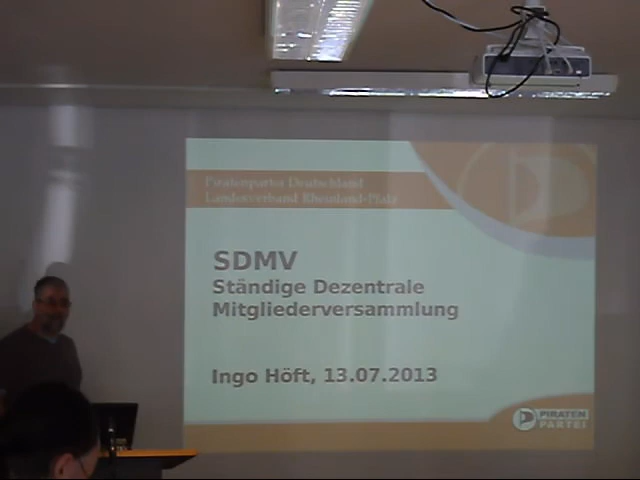 Piratenpartei Deutschland
Landesverband Rheinland-Pfalz
SDMV
Ständige Dezentrale
Mitgliederversammlung
Ingo Höft, 13.07.2013
PIRATEN
PARTEI